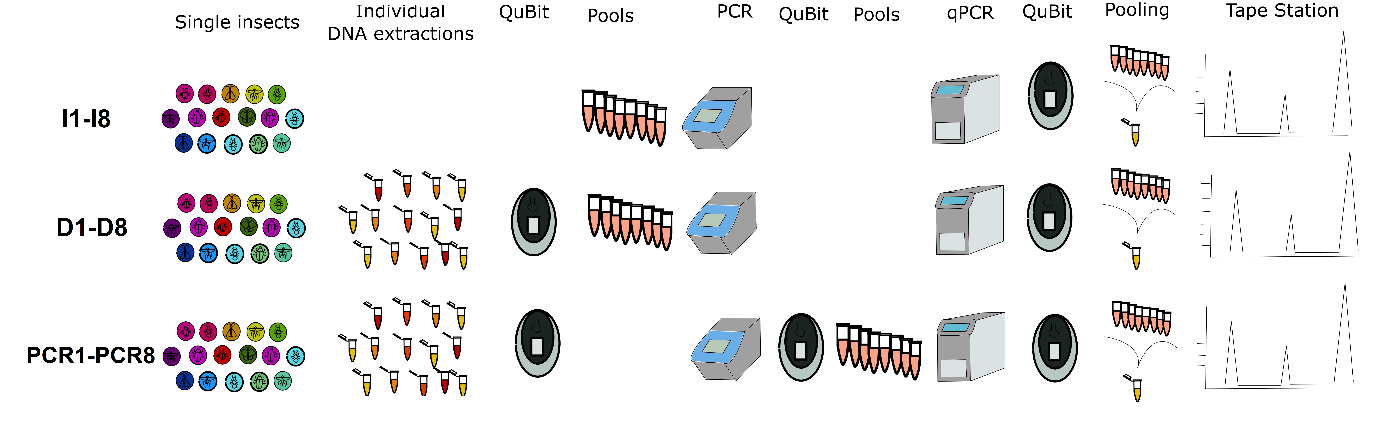 Single insects
Individual
DNA extractions
QuBit
Pools
PCR
QuBit
Pools
qPCR
QuBit
Pooling
Tape Station
I1-I8
D1-D8
PCR1-PCR8